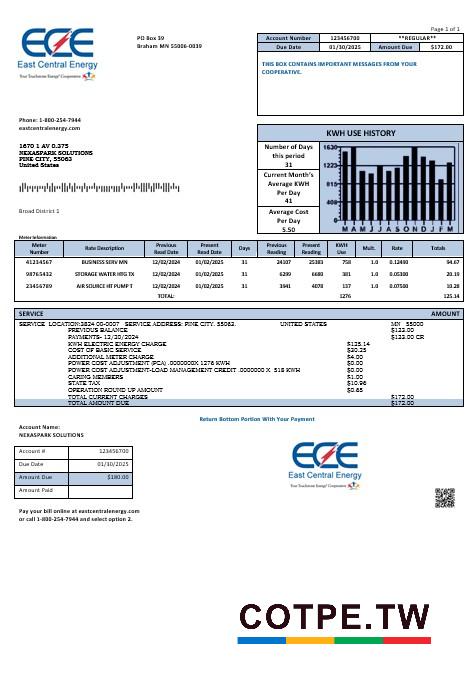 Page 1 of 1
ECE
East Central Energy
Your Touchstone Energy® Cooperative
PO Box 39
Braham MN 55006-0039
Account Number 123456700 **REGULAR**
Due Date 01/30/2025 Amount Due $172.00
THIS BOX CONTAINS IMPORTANT MESSAGES FROM YOUR
COOPERATIVE.
Phone: 1-800-254-7944
eastcentralenergy.com
1670 1 AV 0.375
NEXASPARK SOLUTIONS
PINE CITY, 55063
United States
Broad District 1
KWH USE HISTORY
Number of Days
this period
31
Current Month's
Average KWH
Per Day
41
Average Cost
Per Day
5.50
1630
1223
815
408
0
M A M J J A S O N D J F M
Meter Information
Meter Number Rate Description Previous Read Date Present Read Date Days Previous Reading Present Reading KWH Use Mult. Rate Totals
41234567 BUSINESS SERV MN 12/02/2024 01/02/2025 31 24107 25383 758 1.0 0.12490 94.67
98765432 STORAGE WATER HTG TX 12/02/2024 01/02/2025 31 6299 6680 381 1.0 0.05300 20.19
23456789 AIR SOURCE HT PUMP T 12/02/2024 01/02/2025 31 3941 4078 137 1.0 0.07500 10.28
TOTAL: 1276 125.14
SERVICE AMOUNT
SERVICE LOCATION:3824 00-0007 SERVICE ADDRESS: PINE CITY, 55063. UNITED STATES MN 55000
PREVIOUS BALANCE $123.00
PAYMENTS- 12/20/2024 $123.00 CR
KWH ELECTRIC ENERGY CHARGE $125.14
COST OF BASIC SERVICE $30.25
ADDITIONAL METER CHARGE $4.00
POWER COST ADJUSTMENT (PCA) .0000000X 1276 KWH $0.00
POWER COST ADJUSTMENT-LOAD MANAGEMENT CREDIT .0000000 X 518 KWH $0.00
CARING MEMBERS $1.00
STATE TAX $10.96
OPERATION ROUND UP AMOUNT $0.65
TOTAL CURRENT CHARGES $172.00
TOTAL AMOUNT DUE $172.00
Return Bottom Portion With Your Payment
Account Name:
NEXASPARK SOLUTIONS
Account # 123456700
Due Date 01/30/2025
Amount Due $180.00
Amount Paid
ECE
East Central Energy
Your Touchstone Energy® Cooperative
Pay your bill online at eastcentralenergy.com
or call 1-800-254-7944 and select option 2.
COTPE.TW